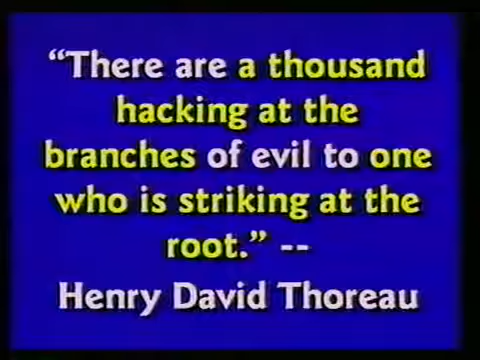 “There are a thousand
hacking at the
branches of evil to one
who is striking at the
root.” --
Henry David Thoreau